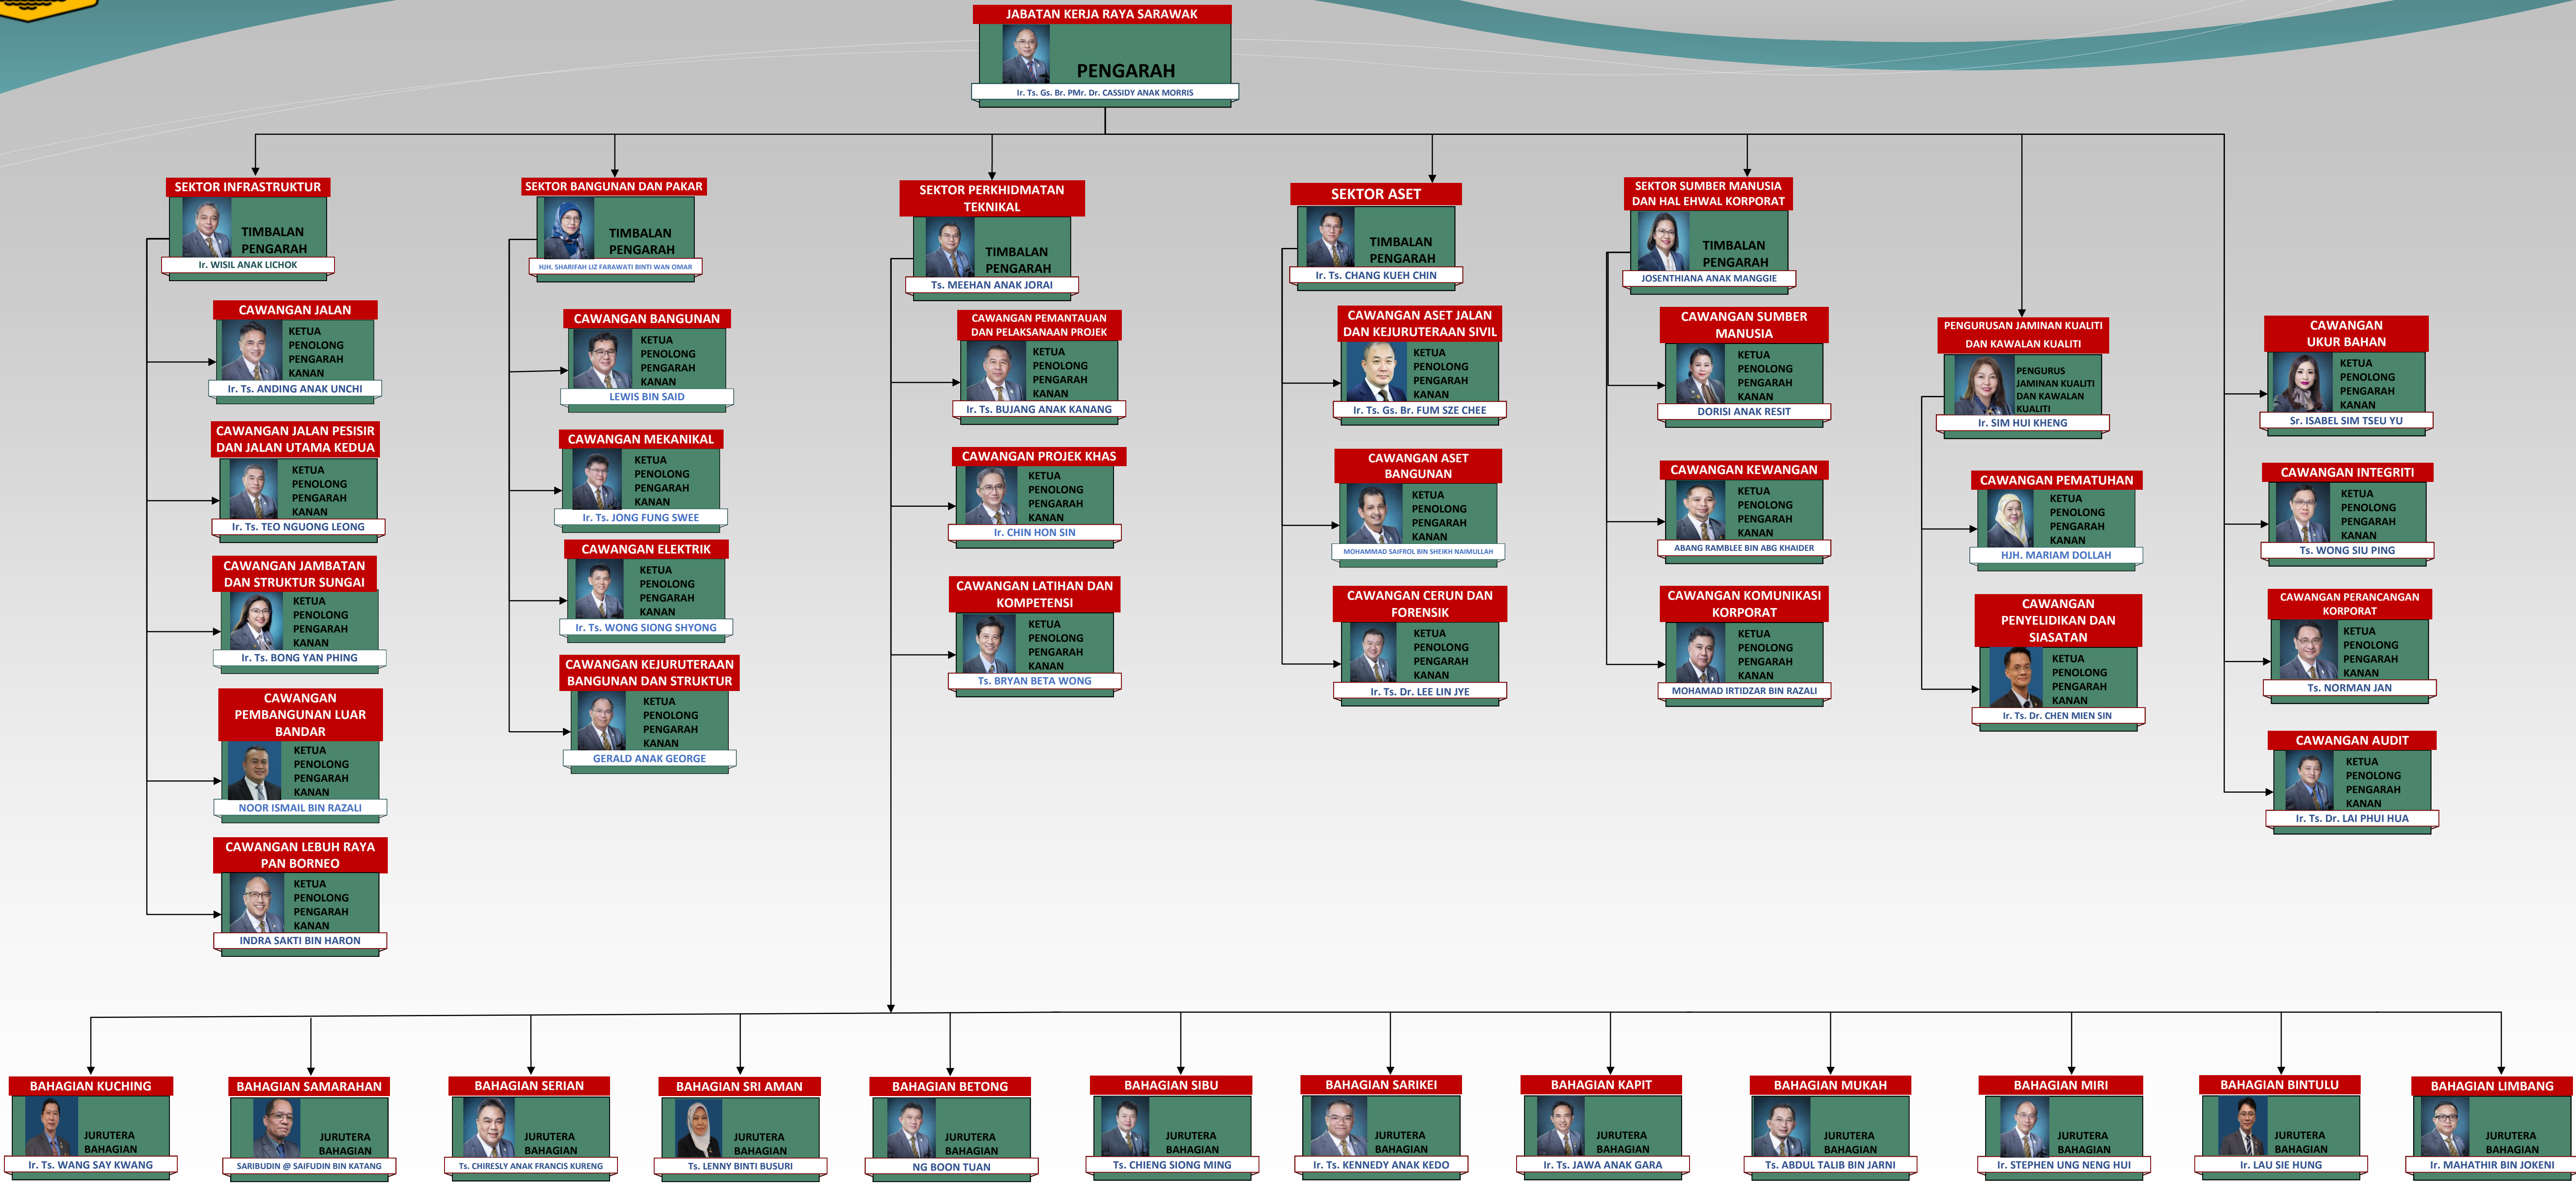 JABATAN KERJA RAYA SARAWAK
PENGARAH
Ir. Ts. Gs. Br. PMr. Dr. CASSIDY ANAK MORRIS
SEKTOR INFRASTRUKTUR
TIMBALAN
PENGARAH
Ir. WISIL ANAK LICHOK
CAWANGAN JALAN
KETUA
PENOLONG
PENGARAH
KANAN
Ir. Ts. ANDING ANAK UNCHI
CAWANGAN JALAN PESISIR
DAN JALAN UTAMA KEDUA
KETUA
PENOLONG
PENGARAH
KANAN
Ir. Ts. TEO NGUONG LEONG
CAWANGAN JAMBATAN
DAN STRUKTUR SUNGAI
KETUA
PENOLONG
PENGARAH
KANAN
Ir. Ts. BONG YAN PHING
CAWANGAN
PEMBANGUNAN LUAR
BANDAR
KETUA
PENOLONG
PENGARAH
KANAN
NOOR ISMAIL BIN RAZALI
CAWANGAN LEBUH RAYA
PAN BORNEO
KETUA
PENOLONG
PENGARAH
KANAN
INDRA SAKTI BIN HARON
SEKTOR BANGUNAN DAN PAKAR
TIMBALAN
PENGARAH
HJH. SHARIFAH LIZ FARAWATI BINTI WAN OMAR
CAWANGAN BANGUNAN
KETUA
PENOLONG
PENGARAH
KANAN
LEWIS BIN SAID
CAWANGAN MEKANIKAL
KETUA
PENOLONG
PENGARAH
KANAN
Ir. Ts. JONG FUNG SWEE
CAWANGAN ELEKTRIK
KETUA
PENOLONG
PENGARAH
KANAN
Ir. Ts. WONG SIONG SHYONG
CAWANGAN KEJURUTERAAN
BANGUNAN DAN STRUKTUR
KETUA
PENOLONG
PENGARAH
KANAN
GERALD ANAK GEORGE
SEKTOR PERKHIDMATAN
TEKNIKAL
TIMBALAN
PENGARAH
Ts. MEEHAN ANAK JORAI
CAWANGAN PEMANTAUAN
DAN PELAKSANAAN PROJEK
KETUA
PENOLONG
PENGARAH
KANAN
Ir. Ts. BUJANG ANAK KANANG
CAWANGAN PROJEK KHAS
KETUA
PENOLONG
PENGARAH
KANAN
Ir. CHIN HON SIN
CAWANGAN LATIHAN DAN
KOMPETENSI
KETUA
PENOLONG
PENGARAH
KANAN
Ts. BRYAN BETA WONG
SEKTOR ASET
TIMBALAN
PENGARAH
Ir. Ts. CHANG KUEH CHIN
CAWANGAN ASET JALAN
DAN KEJURUTERAAN SIVIL
KETUA
PENOLONG
PENGARAH
KANAN
Ir. Ts. Gs. Br. FUM SZE CHEE
CAWANGAN ASET
BANGUNAN
KETUA
PENOLONG
PENGARAH
KANAN
MOHAMMAD SAIFROL BIN SHEIKH NAIMULLAH
CAWANGAN CERUN DAN
FORENSIK
KETUA
PENOLONG
PENGARAH
KANAN
Ir. Ts. Dr. LEE LIN JYE
SEKTOR SUMBER MANUSIA
DAN HAL EHWAL KORPORAT
TIMBALAN
PENGARAH
JOSENTHIANA ANAK MANGGIE
CAWANGAN SUMBER
MANUSIA
KETUA
PENOLONG
PENGARAH
KANAN
DORISI ANAK RESIT
CAWANGAN KEWANGAN
KETUA
PENOLONG
PENGARAH
KANAN
ABANG RAMBLEE BIN ABG KHAIDER
CAWANGAN KOMUNIKASI
KORPORAT
KETUA
PENOLONG
PENGARAH
KANAN
MOHAMAD IRTIDZAR BIN RAZALI
PENGURUSAN JAMINAN KUALITI
DAN KAWALAN KUALITI
PENGURUS
JAMINAN KUALITI
DAN KAWALAN
KUALITI
Ir. SIM HUI KHENG
CAWANGAN PEMATUHAN
KETUA
PENOLONG
PENGARAH
KANAN
HJH. MARIAM DOLLAH
CAWANGAN
PENYELIDIKAN DAN
SIASATAN
KETUA
PENOLONG
PENGARAH
KANAN
Ir. Ts. Dr. CHEN MIEN SIN
CAWANGAN
UKUR BAHAN
KETUA
PENOLONG
PENGARAH
KANAN
Sr. ISABEL SIM TSEU YU
CAWANGAN INTEGRITI
KETUA
PENOLONG
PENGARAH
KANAN
Ts. WONG SIU PING
CAWANGAN PERANCANGAN
KORPORAT
KETUA
PENOLONG
PENGARAH
KANAN
Ts. NORMAN JAN
CAWANGAN AUDIT
KETUA
PENOLONG
PENGARAH
KANAN
Ir. Ts. Dr. LAI PHUI HUA
BAHAGIAN KUCHING
JURUTERA
BAHAGIAN
Ir. Ts. WANG SAY KWANG
BAHAGIAN SAMARAHAN
JURUTERA
BAHAGIAN
SARIBUDIN @ SAIFUDIN BIN KATANG
BAHAGIAN SERIAN
JURUTERA
BAHAGIAN
Ts. CHIRESLY ANAK FRANCIS KURENG
BAHAGIAN SRI AMAN
JURUTERA
BAHAGIAN
Ts. LENNY BINTI BUSURI
BAHAGIAN BETONG
JURUTERA
BAHAGIAN
NG BOON TUAN
BAHAGIAN SIBU
JURUTERA
BAHAGIAN
Ts. CHIENG SIONG MING
BAHAGIAN SARIKEI
JURUTERA
BAHAGIAN
Ir. Ts. KENNEDY ANAK KEDO
BAHAGIAN KAPIT
JURUTERA
BAHAGIAN
Ir. Ts. JAWA ANAK GARA
BAHAGIAN MUKAH
JURUTERA
BAHAGIAN
Ts. ABDUL TALIB BIN JARNI
BAHAGIAN MIRI
JURUTERA
BAHAGIAN
Ir. STEPHEN UNG NENG HUI
BAHAGIAN BINTULU
JURUTERA
BAHAGIAN
Ir. LAU SIE HUNG
BAHAGIAN LIMBANG
JURUTERA
BAHAGIAN
Ir. MAHATHIR BIN JOKENI